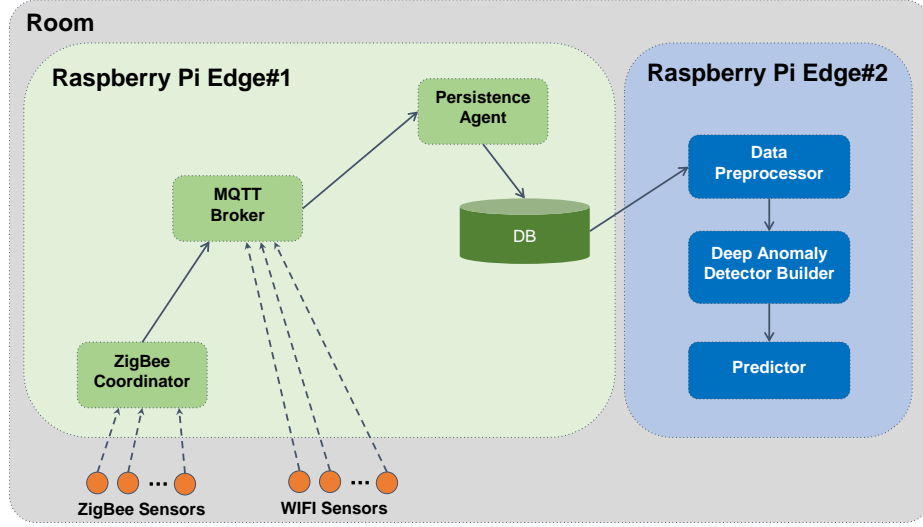 Room
Raspberry Pi Edge#1
Raspberry Pi Edge#2
Persistence
Agent
Data
Preprocessor
MQTT
Broker
DB
Deep Anomaly
Detector Builder
ZigBee
Coordinator
Predictor
...
...
ZigBee Sensors
WIFI Sensors